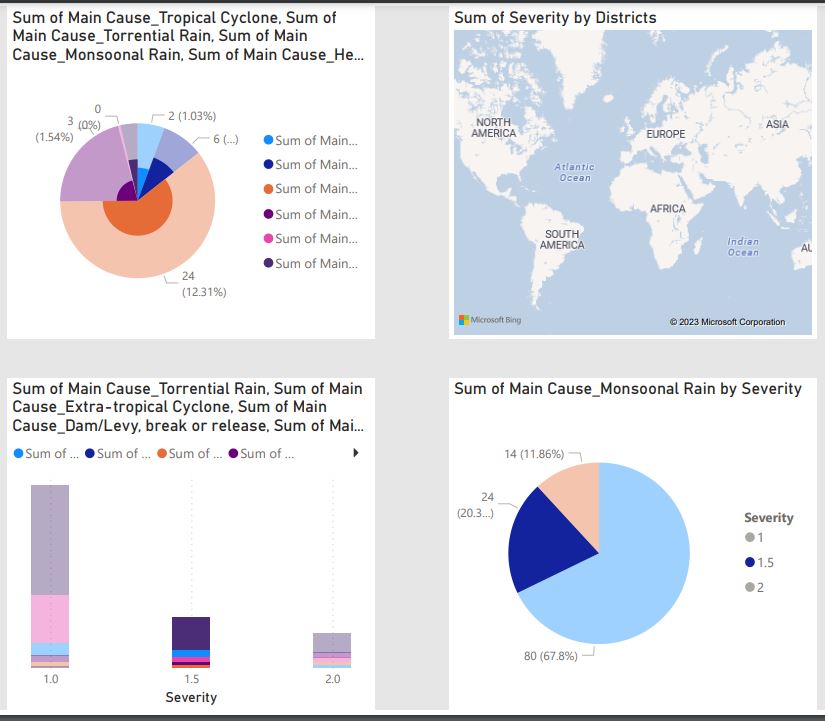 Sum of Main Cause_Tropical Cyclone, Sum of
Main Cause_Torrential Rain, Sum of Main
Cause_Monsoonal Rain, Sum of Main Cause_He...
0
(0%)
3
(1.54%)
2 (1.03%)
6 (...)
24
(12.31%)
Sum of Main...
Sum of Main...
Sum of Main...
Sum of Main...
Sum of Main...
Sum of Main...
Sum of Severity by Districts
NORTH
AMERICA
EUROPE
ASIA
Atlantic
Ocean
AFRICA
SOUTH
AMERICA
Indian
Ocean
AU
Microsoft Bing
© 2023 Microsoft Corporation
Sum of Main Cause_Torrential Rain, Sum of Main
Cause_Extra-tropical Cyclone, Sum of Main
Cause_Dam/Levy, break or release, Sum of Mai...
Sum of ... Sum of ... Sum of ... Sum of ...
1.0 1.5 2.0
Severity
Sum of Main Cause_Monsoonal Rain by Severity
14 (11.86%)
24
(20.3...)
80 (67.8%)
Severity
1
1.5
2